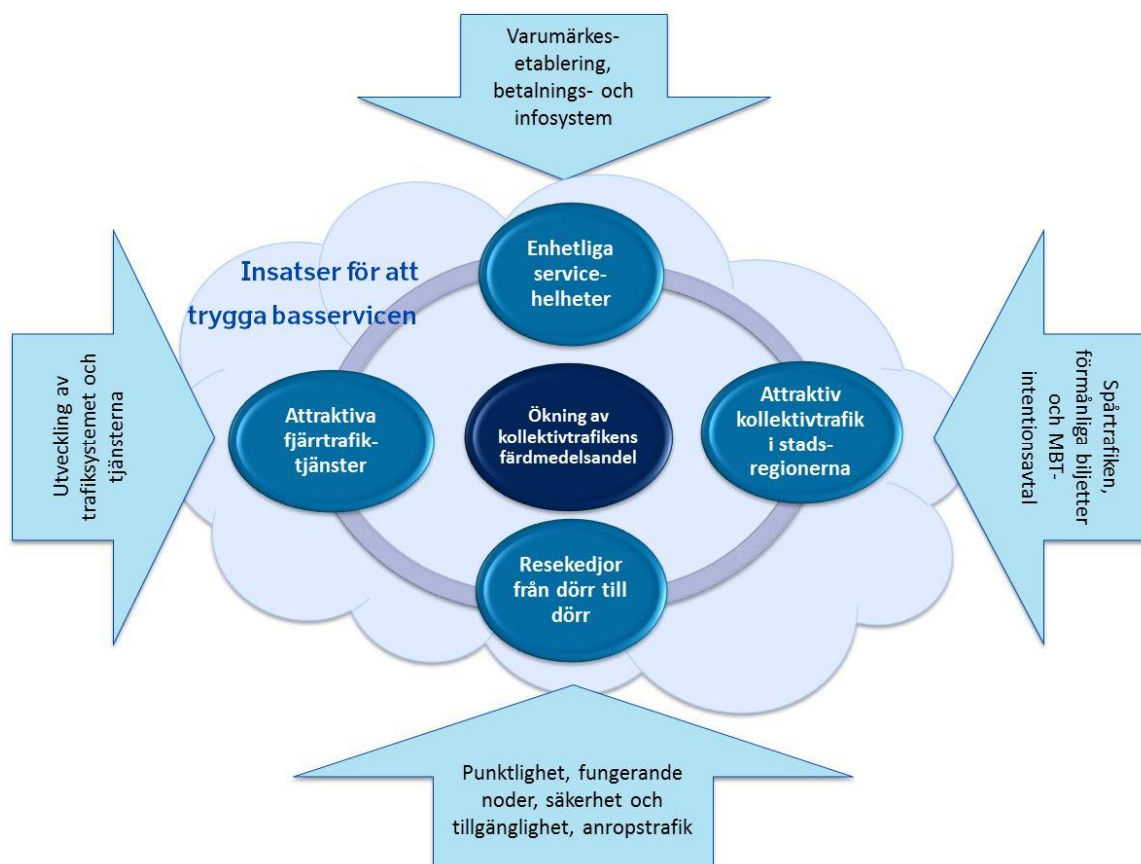 Varumärkes-
etablering,
betalnings- och
infosystem
Insatser för att
trygga basservicen
Enhetliga
service-
helheter
Utveckling av
trafiksystemet och
tjänsterna
Attraktiva
fjärrtrafik-
tjänster
Ökning av
kollektivtrafikens
färdmedelsandel
Attraktiv
kollektivtrafik
i stads-
regionerna
Spårtrafiken,
förmånliga biljetter
och MBT-
intentionsavtal
Resekedjor
från dörr till
dörr
Punktlighet, fungerande
noder, säkerhet och
tillgänglighet, anropstrafik